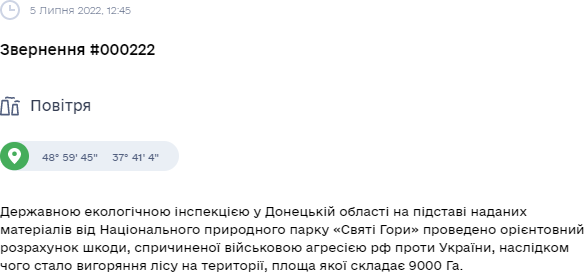 5 Липня 2022, 12:45
Звернення #000222
Повітря
48° 59' 45" 37° 41' 4"
Державною екологічною інспекцією у Донецькій області на підставі наданих
матеріалів від Національного природного парку «Святі Гори» проведено орієнтовний
розрахунок шкоди, спричиненої військовою агресією рф проти України, наслідком
чого стало вигоряння лісу на території, площа якої складає 9000 Га.